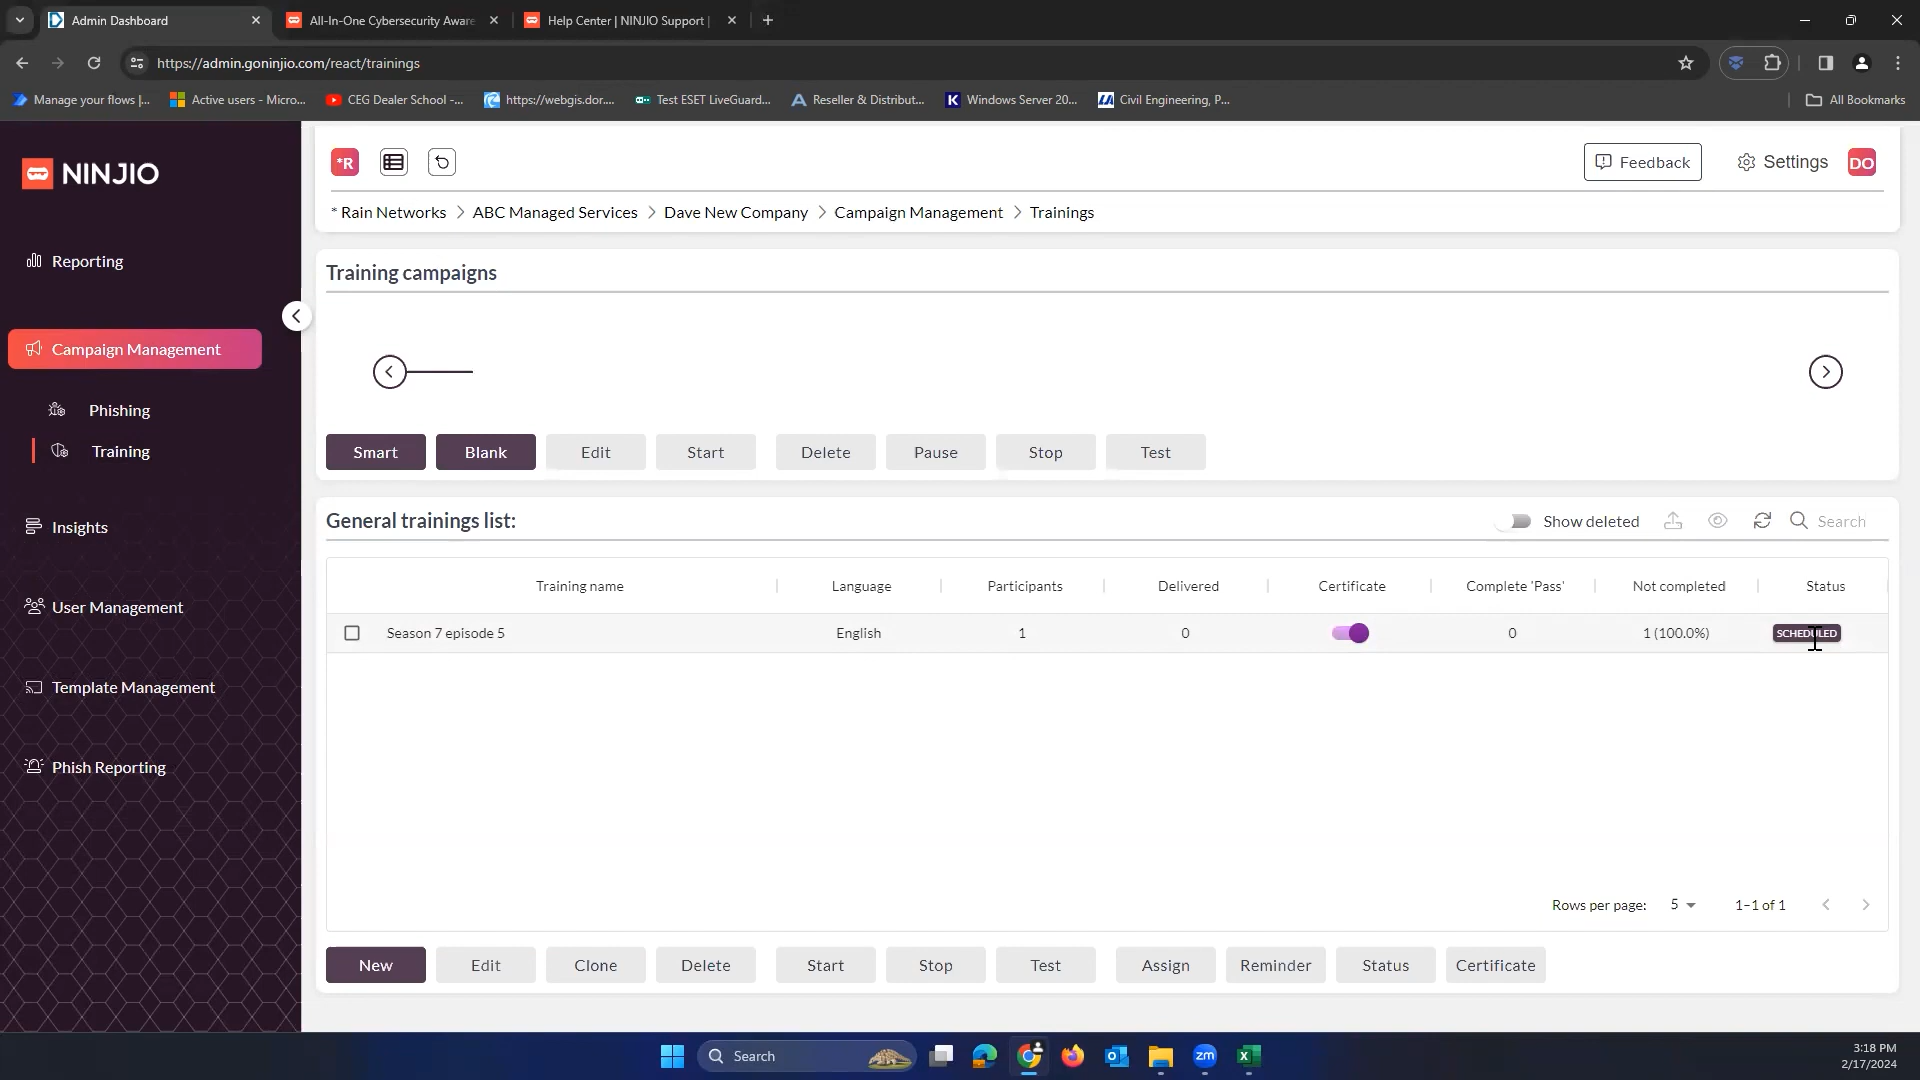 Admin Dashboard
All-In-One Cybersecurity Aware
Help Center | NINJIO Support |
https://admin.goninjio.com/react/trainings
Manage your flows |...
Active users - Micro...
CEG Dealer School -...
https://webgis.dor....
Test ESET LiveGuard...
Reseller & Distribut...
Windows Server 20...
Civil Engineering, P...
All Bookmarks
NINJIO
*R
Feedback
Settings
DO
* Rain Networks > ABC Managed Services > Dave New Company > Campaign Management > Trainings
Reporting
Campaign Management
Phishing
Training
Insights
User Management
Template Management
Phish Reporting
Training campaigns
Smart
Blank
Edit
Start
Delete
Pause
Stop
Test
General trainings list:
Show deleted
Search
Training name
Language
Participants
Delivered
Certificate
Complete 'Pass'
Not completed
Status
Season 7 episode 5
English
1
0
0
1 (100.0%)
SCHEDULED
Rows per page:
5
1–1 of 1
New
Edit
Clone
Delete
Start
Stop
Test
Assign
Reminder
Status
Certificate
Search
zm
3:18 PM
2/17/2024